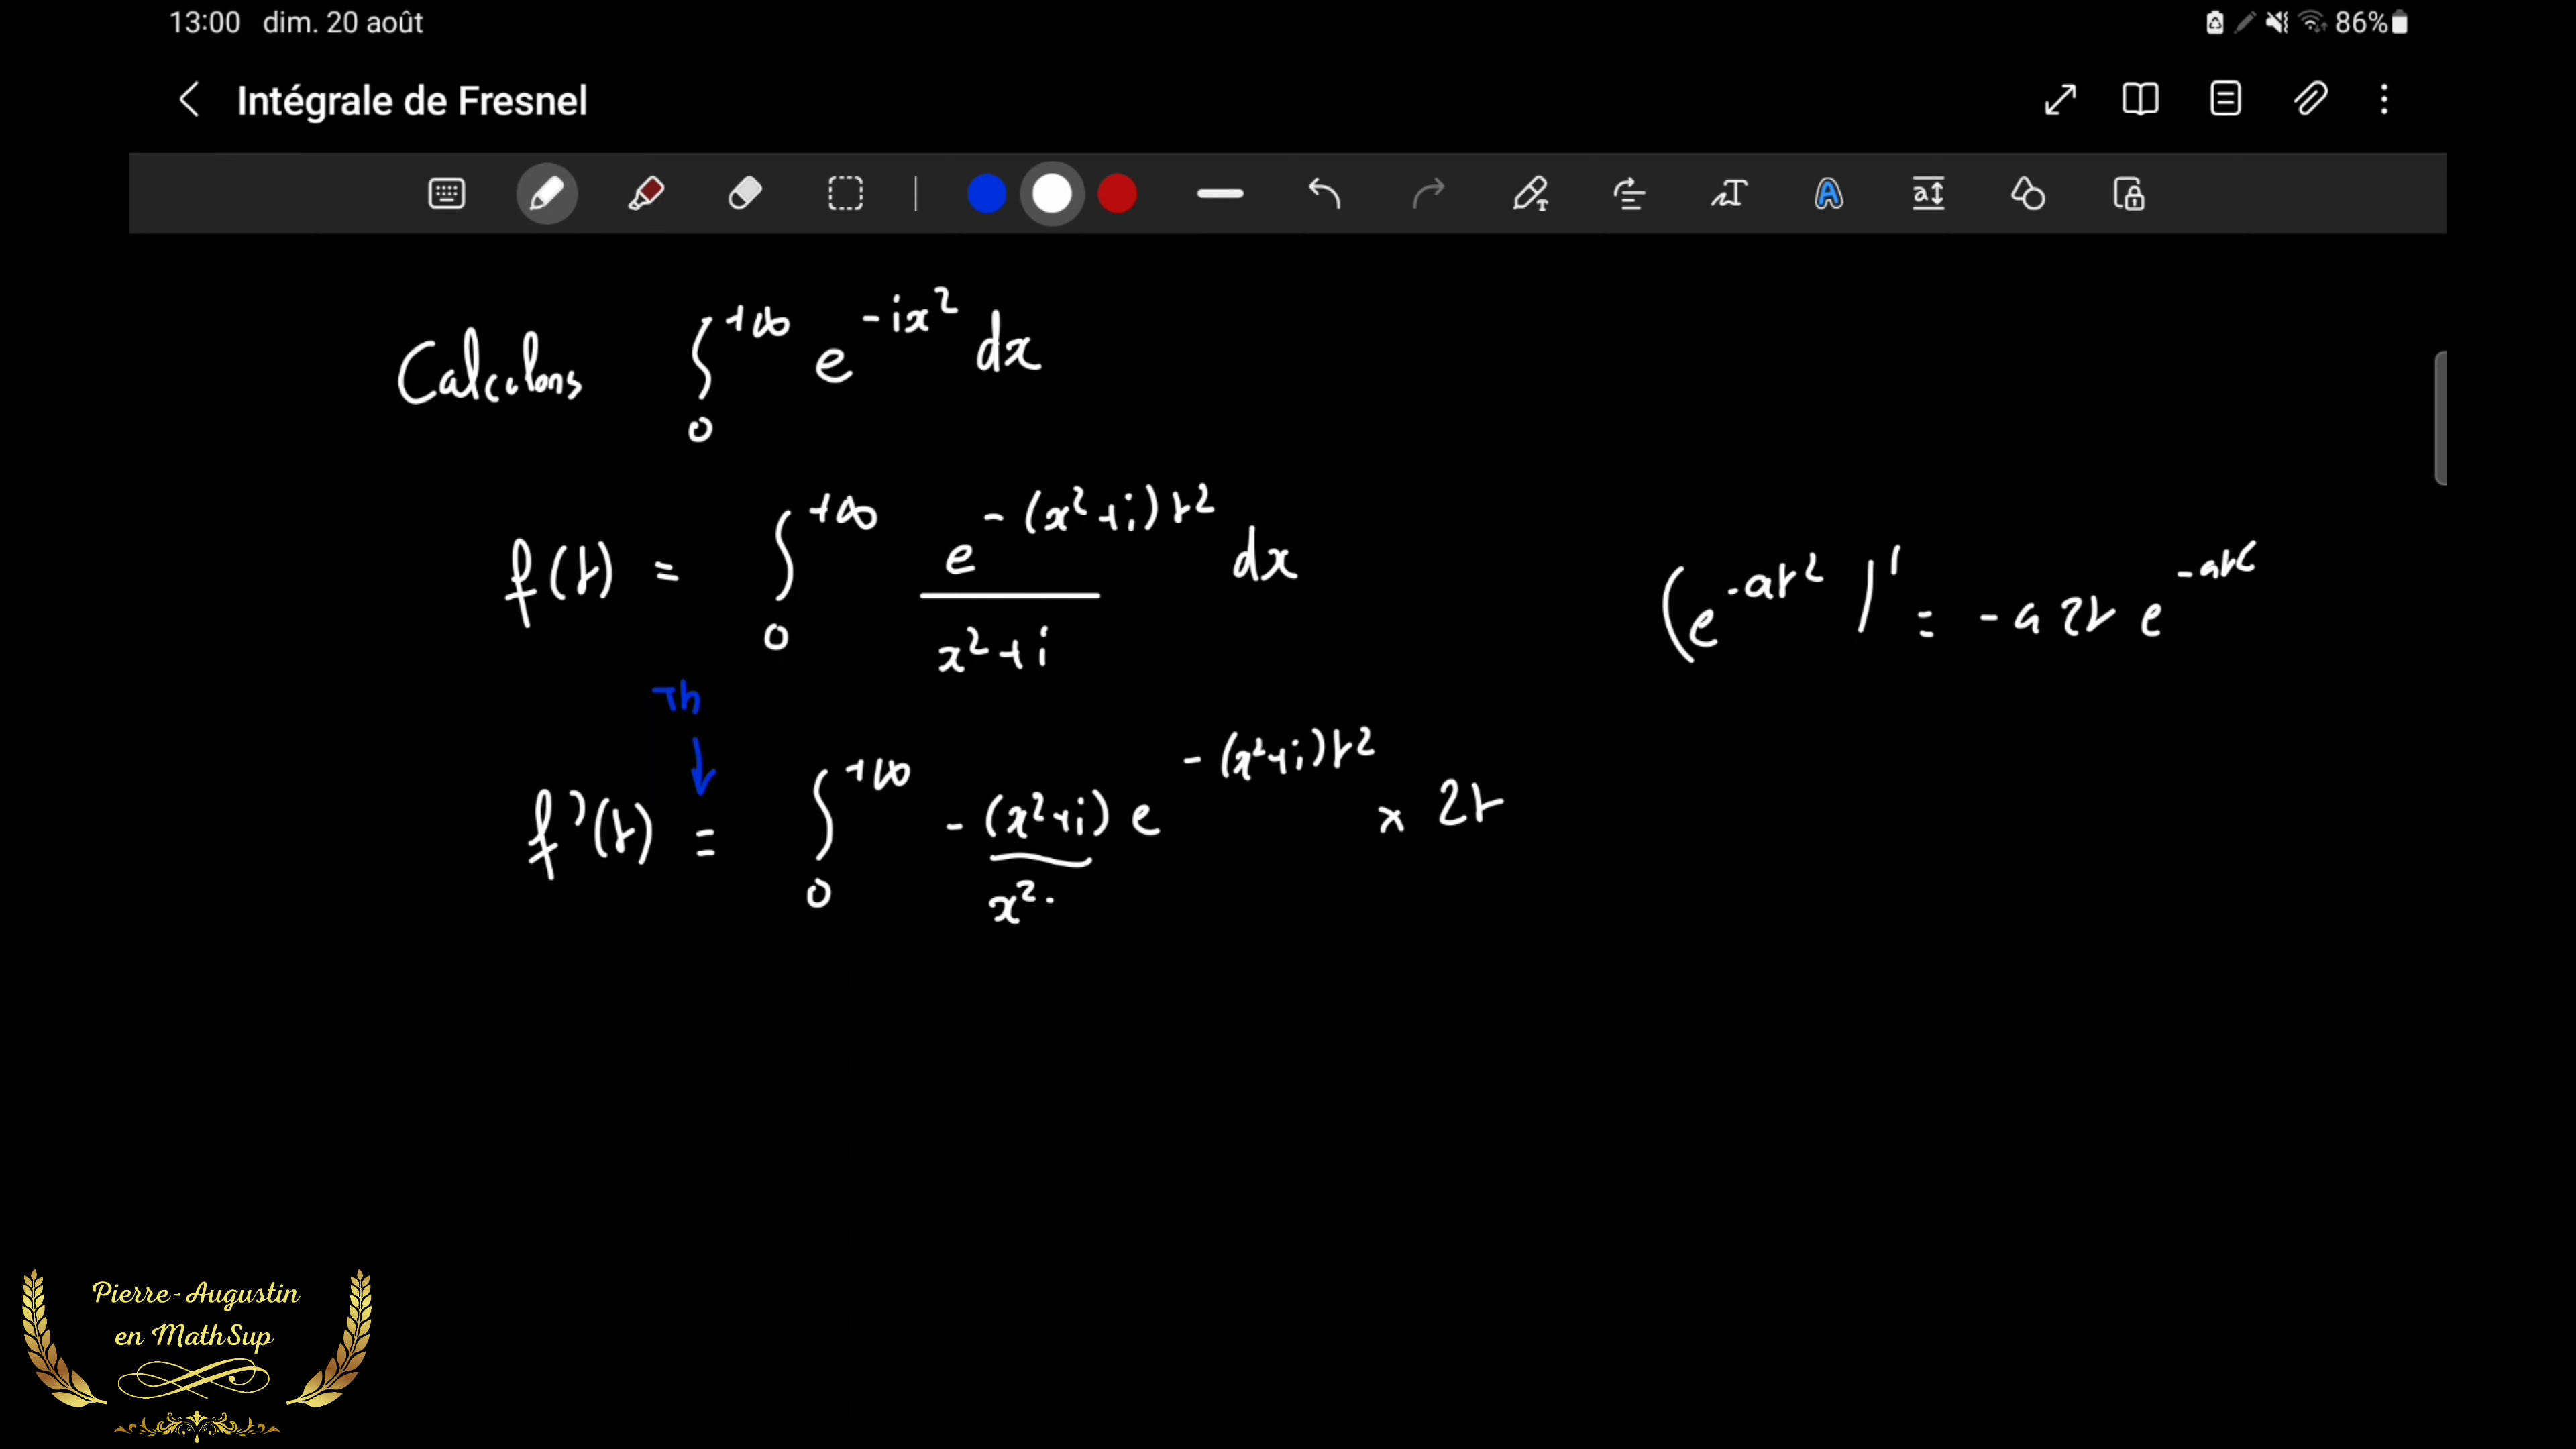 13:00 dim. 20 août 86%
Intégrale de Fresnel
Calculons ∫₀^{+∞} e^{-ix²} dx
f(t) = ∫₀^{+∞} e^{-(x²+i)t²} / (x²+i) dx
(e^{-at²})' = -a 2t e^{-at²}
Th
↓
f'(t) = ∫₀^{+∞} -(x²+i) e^{-(x²+i)t²} × 2t
x²·
Pierre-Augustin
en MathSup